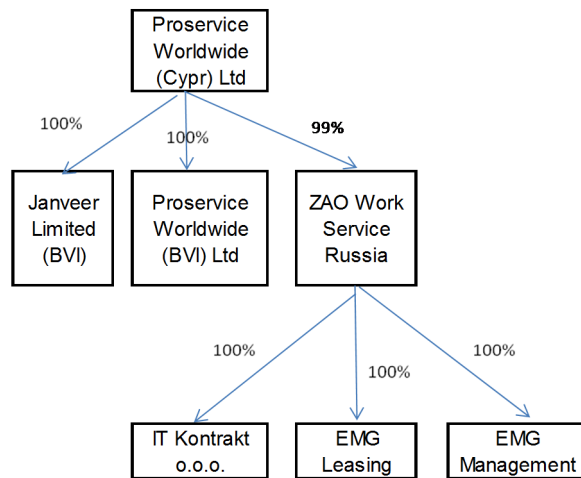 Proservice
Worldwide
(Cypr) Ltd
100%
100%
99%
Janveer
Limited
(BVI)
Proservice
Worldwide
(BVI) Ltd
ZAO Work
Service
Russia
100%
100%
100%
IT Kontrakt
o.o.o.
EMG
Leasing
EMG
Management